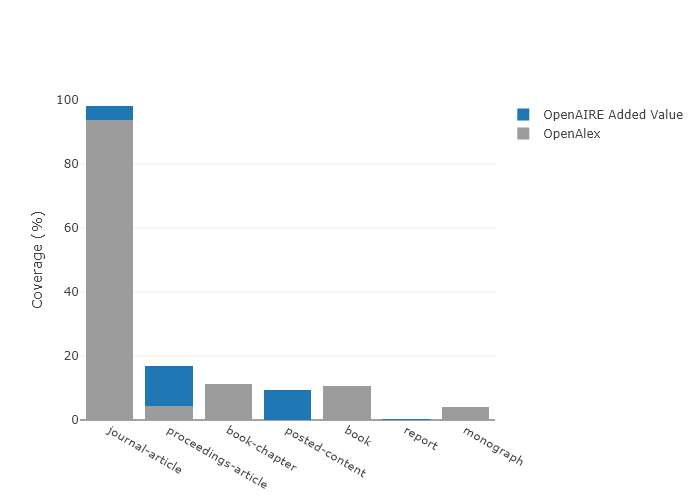 100
80
60
40
20
0
Coverage (%)
journal-article
proceedings-article
book-chapter
posted-content
book
report
monograph
OpenAIRE Added Value
OpenAlex